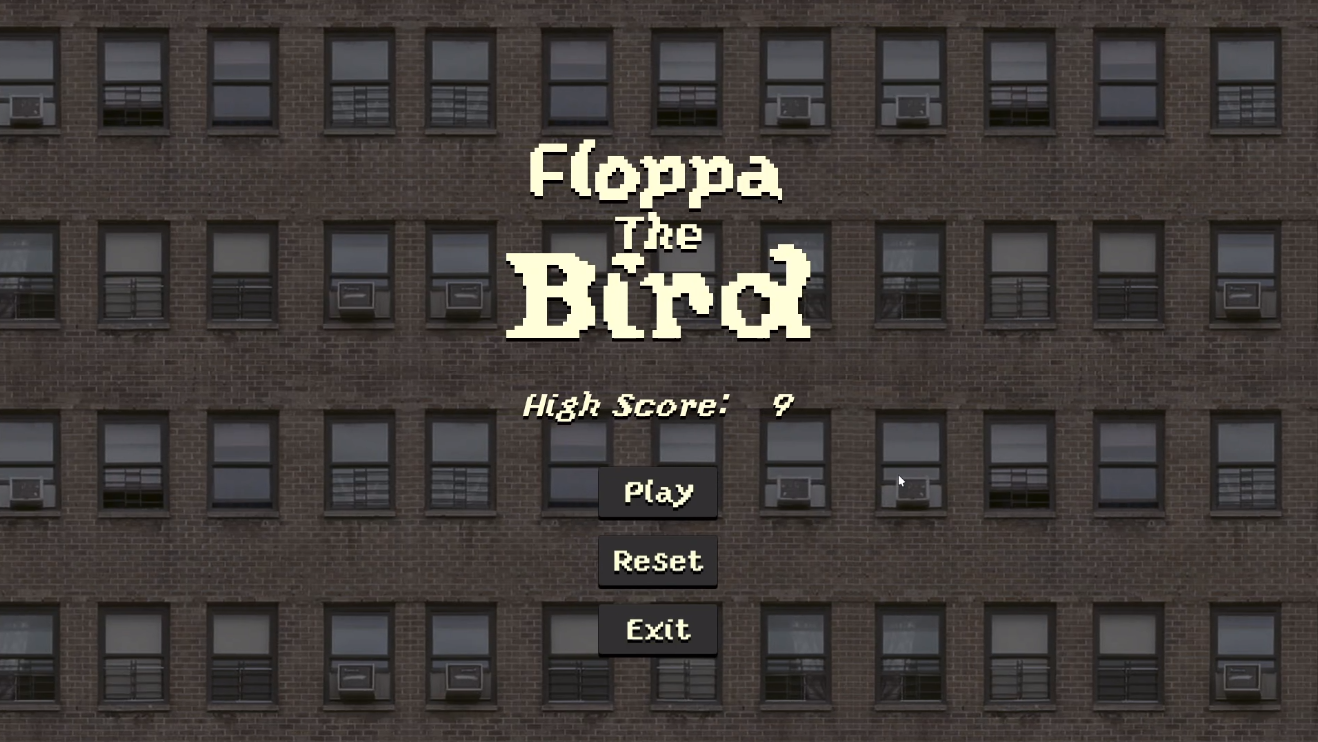 Floppa
The
Bird
High Score: 9
Play
Reset
Exit